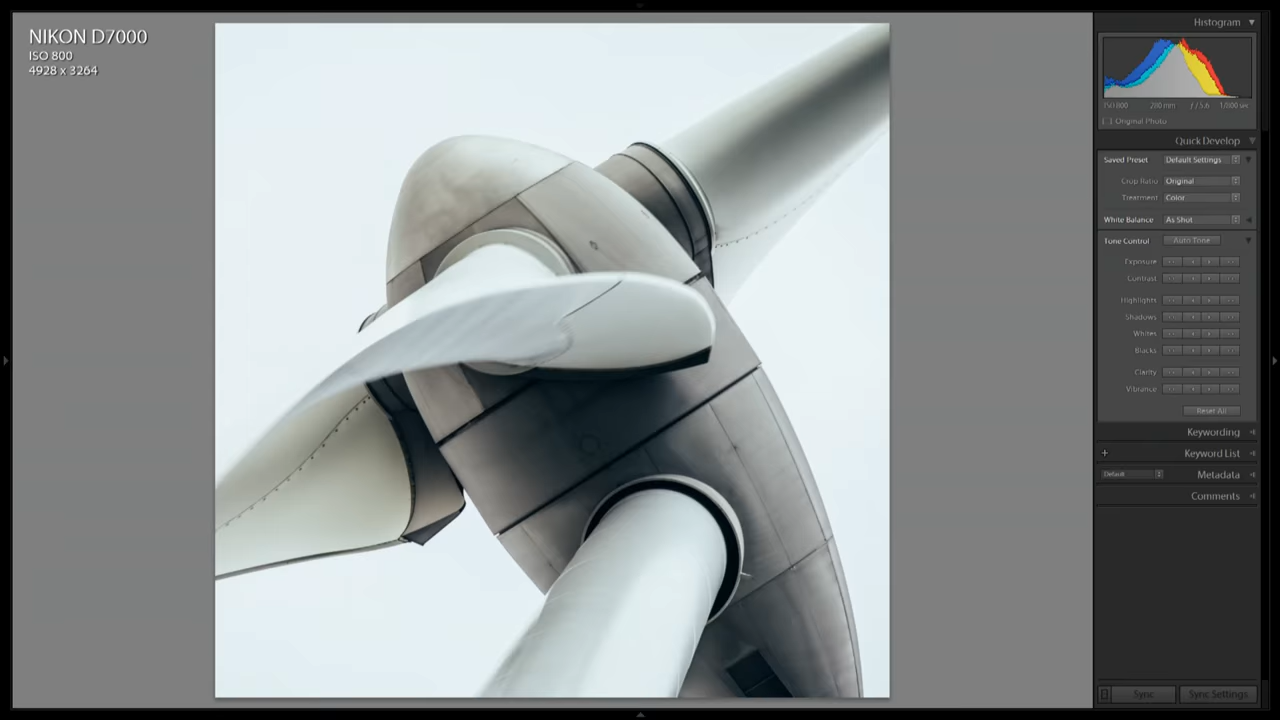 NIKON D7000
ISO 800
4928 x 3264
Histogram
ISO 800 200 mm ƒ / 5.6 1/800 sec
Original Photo
Quick Develop
Saved Preset Default Settings
Crop Ratio Original
Treatment Color
White Balance As Shot
Tone Control Auto Tone
Exposure
Contrast
Highlights
Shadows
Whites
Blacks
Clarity
Vibrance
Reset All
Keywording
+ Keyword List
Default Metadata
Comments
Sync Sync Settings